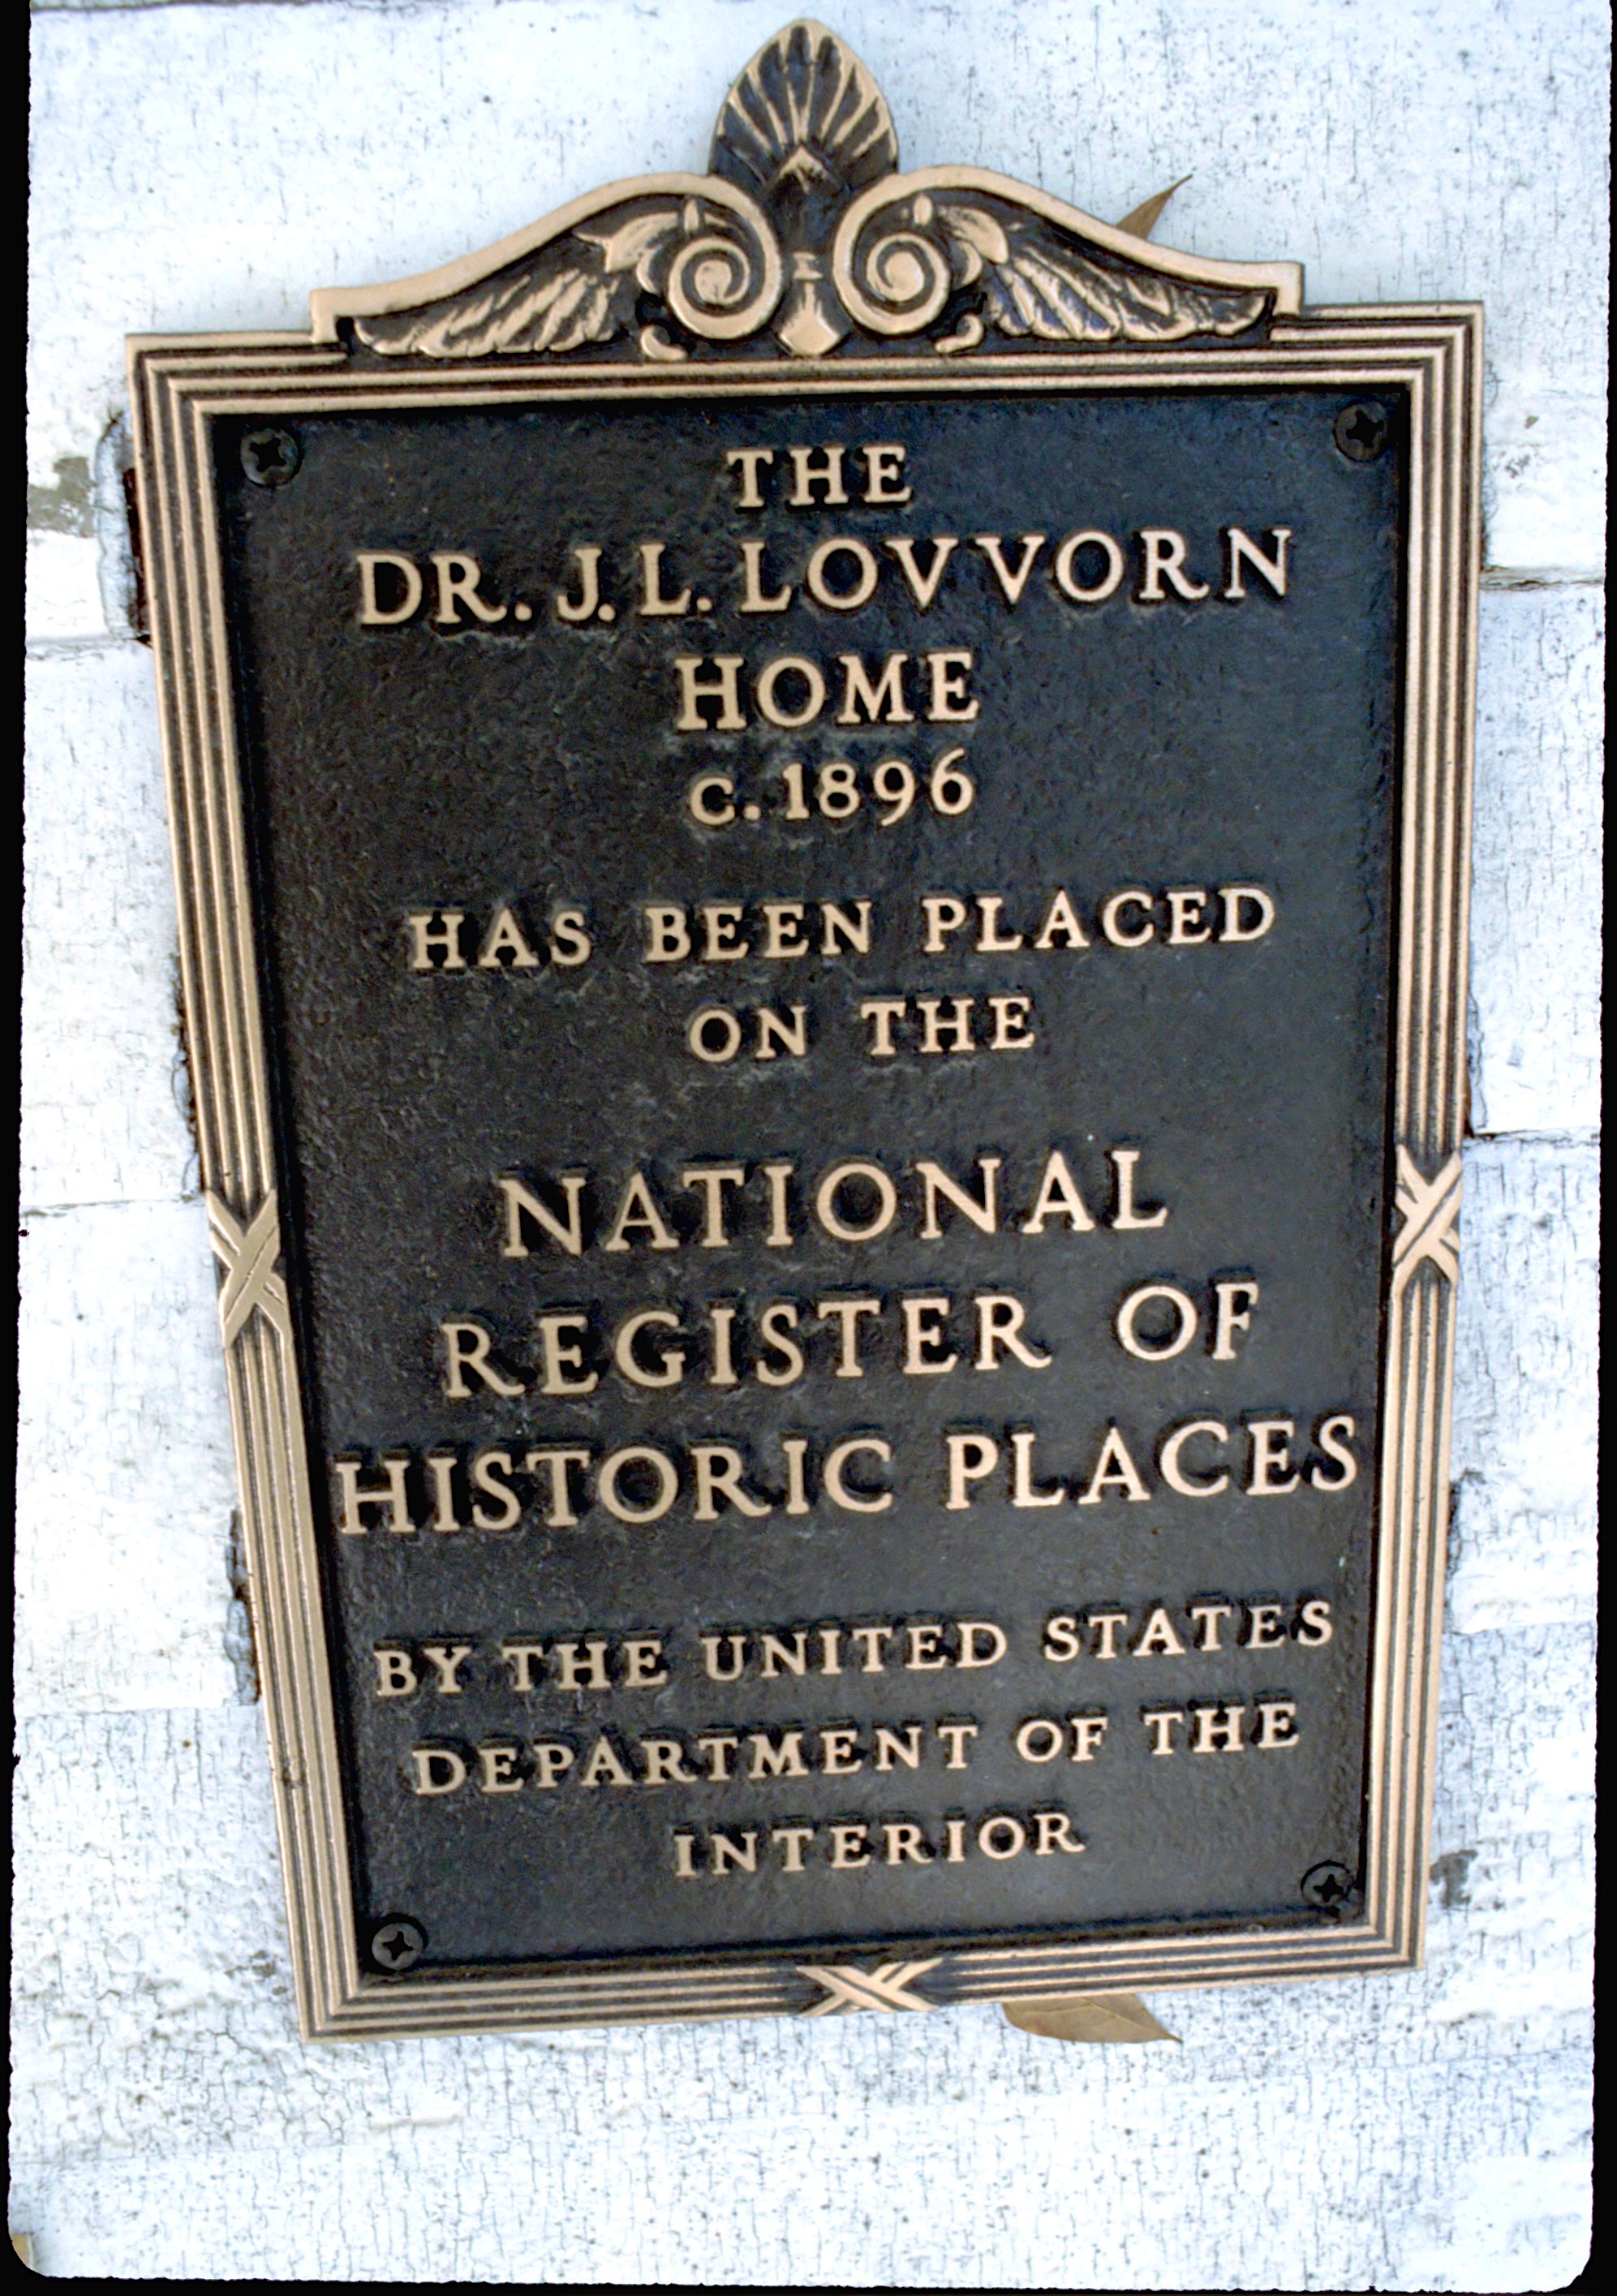 THE
DR. J. L. LOVVORN
HOME
c. 1896
HAS BEEN PLACED
ON THE
NATIONAL
REGISTER OF
HISTORIC PLACES
BY THE UNITED STATES
DEPARTMENT OF THE
INTERIOR